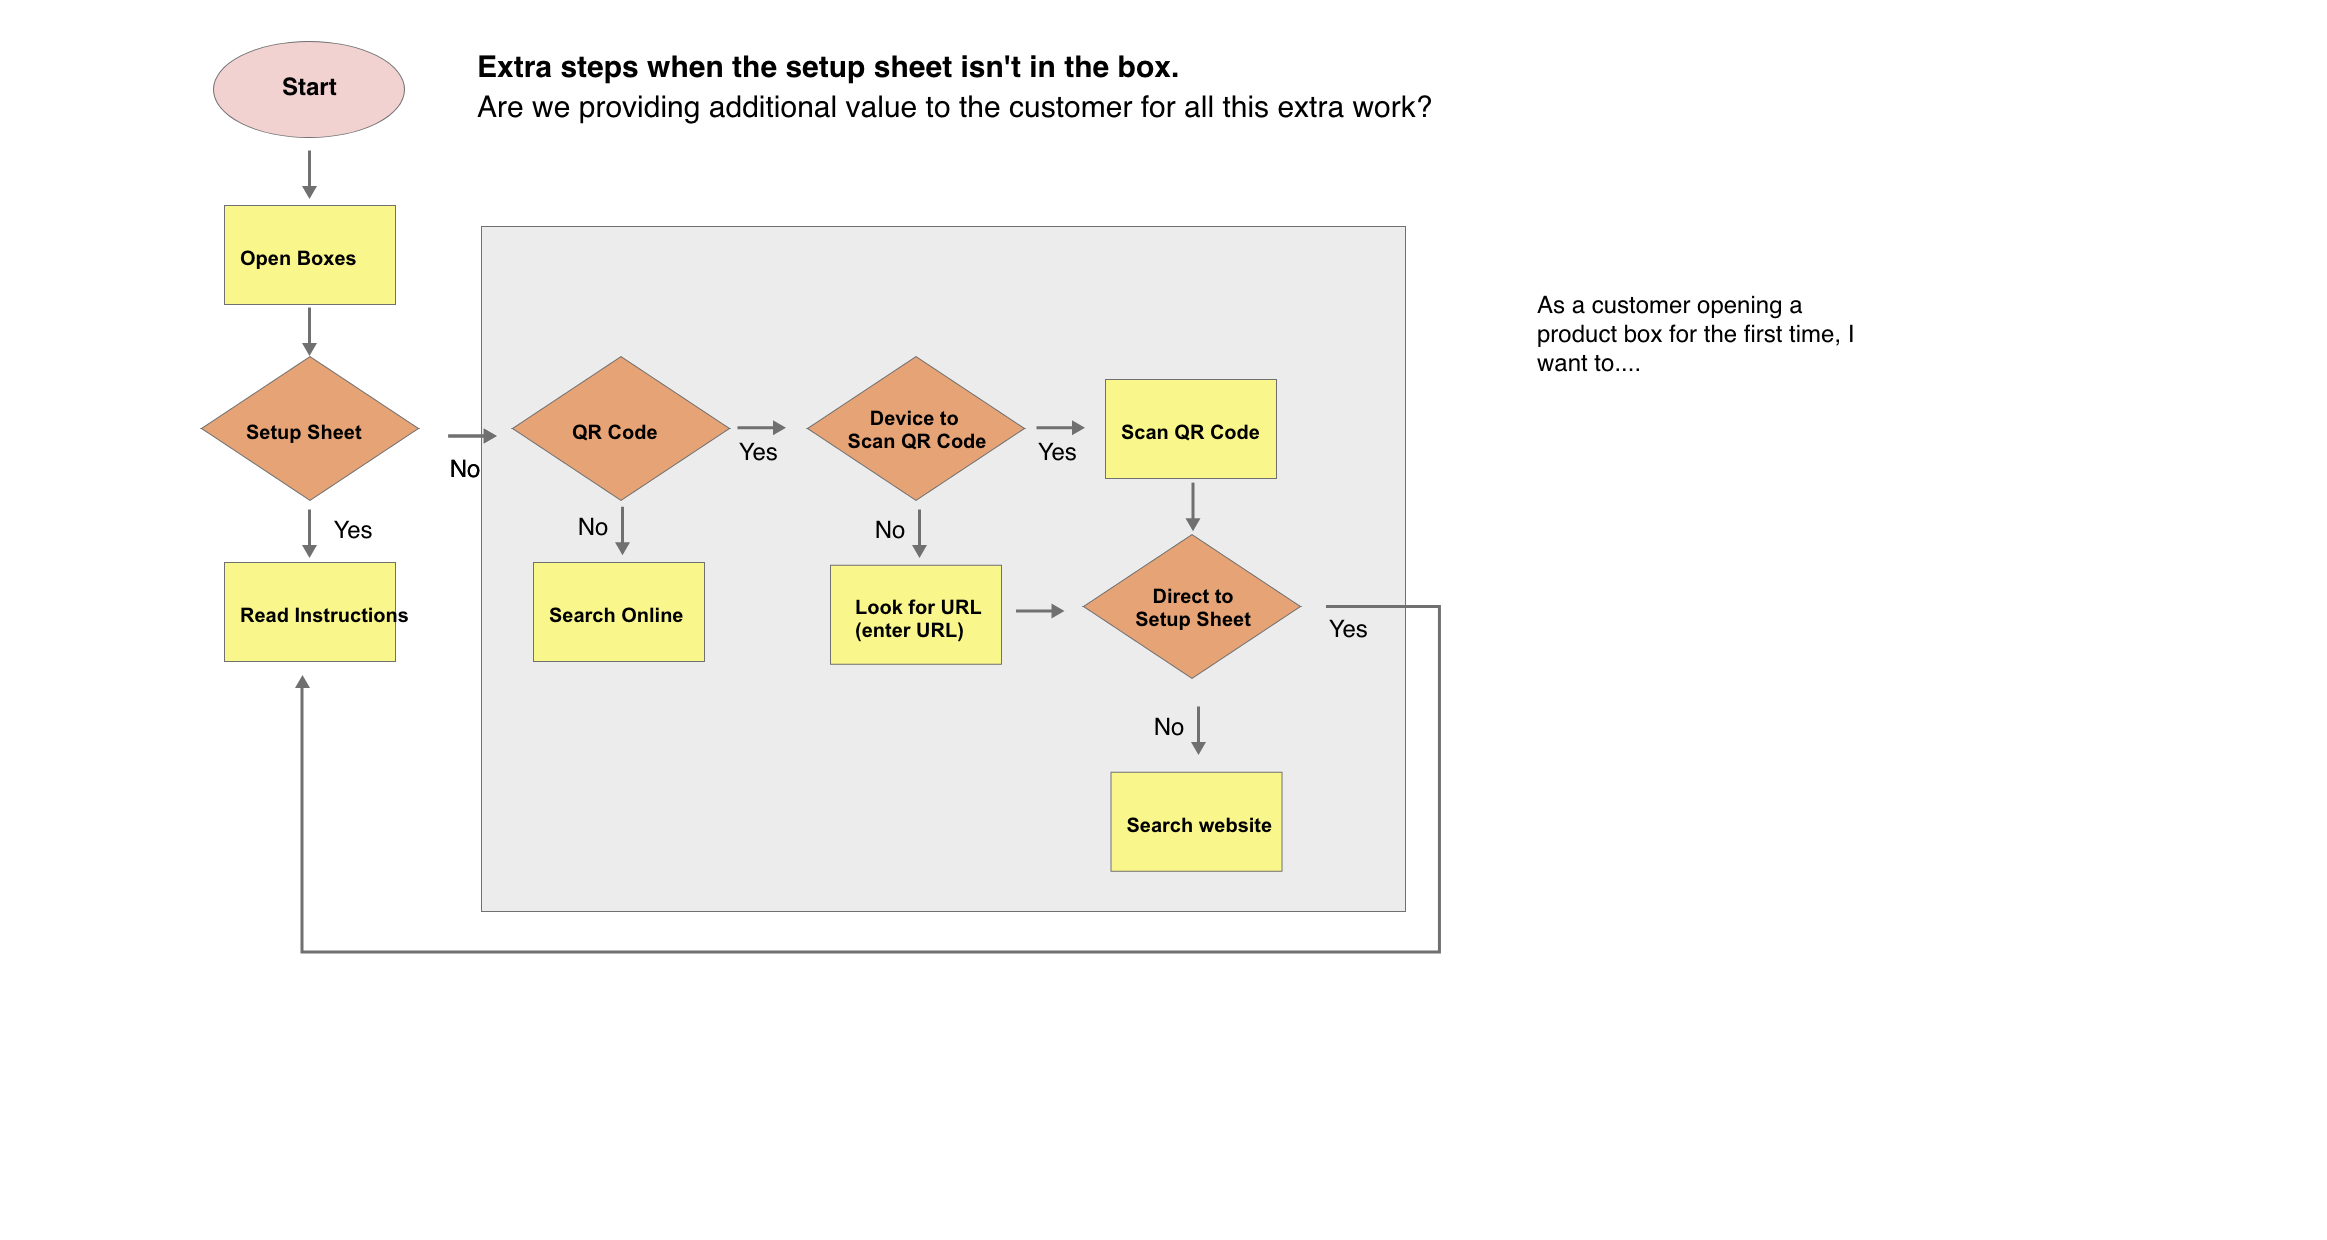 Start
Extra steps when the setup sheet isn't in the box.
Are we providing additional value to the customer for all this extra work?
Open Boxes
As a customer opening a
product box for the first time, I
want to....
Setup Sheet
No
QR Code
Yes
Device to
Scan QR Code
Yes
Scan QR Code
Yes
No
No
Read Instructions
Search Online
Look for URL
(enter URL)
Direct to
Setup Sheet
Yes
No
Search website